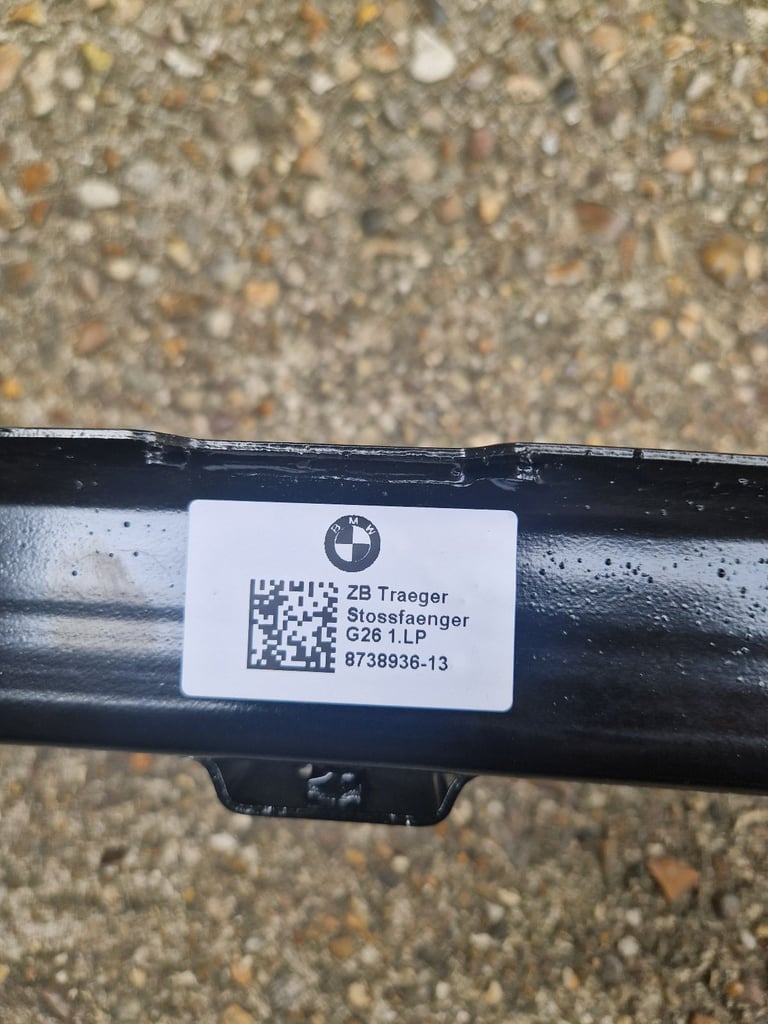 BMW
ZB Traeger
Stossfaenger
G26 1.LP
8738936-13